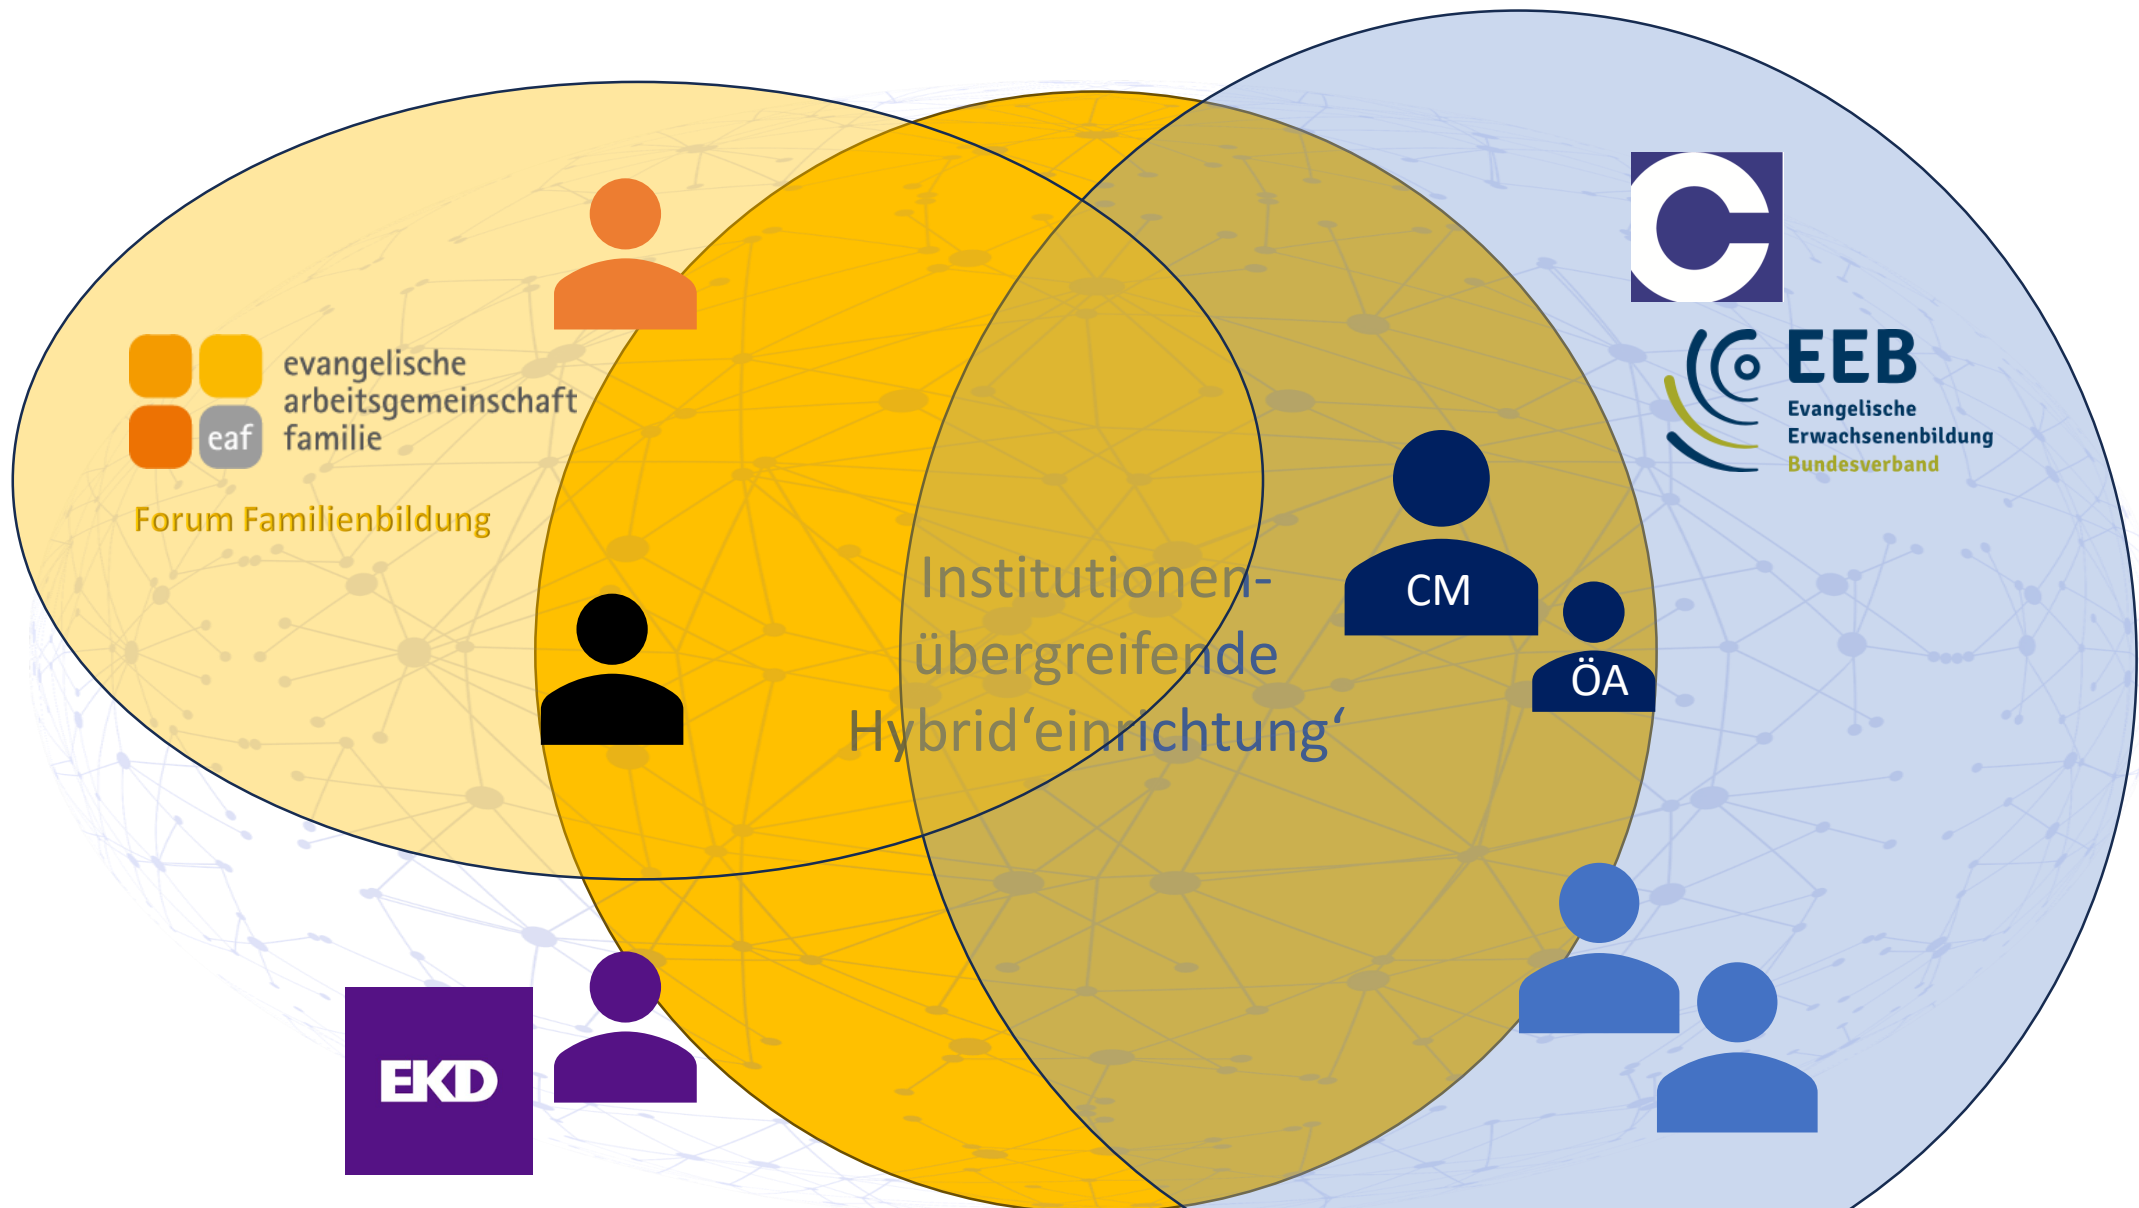 evangelische
arbeitsgemeinschaft
familie
eaf
Forum Familienbildung
C
EEB
Evangelische
Erwachsenenbildung
Bundesverband
Institutionen-
übergreifende
Hybrid‘einrichtung‘
CM
ÖA
EKD